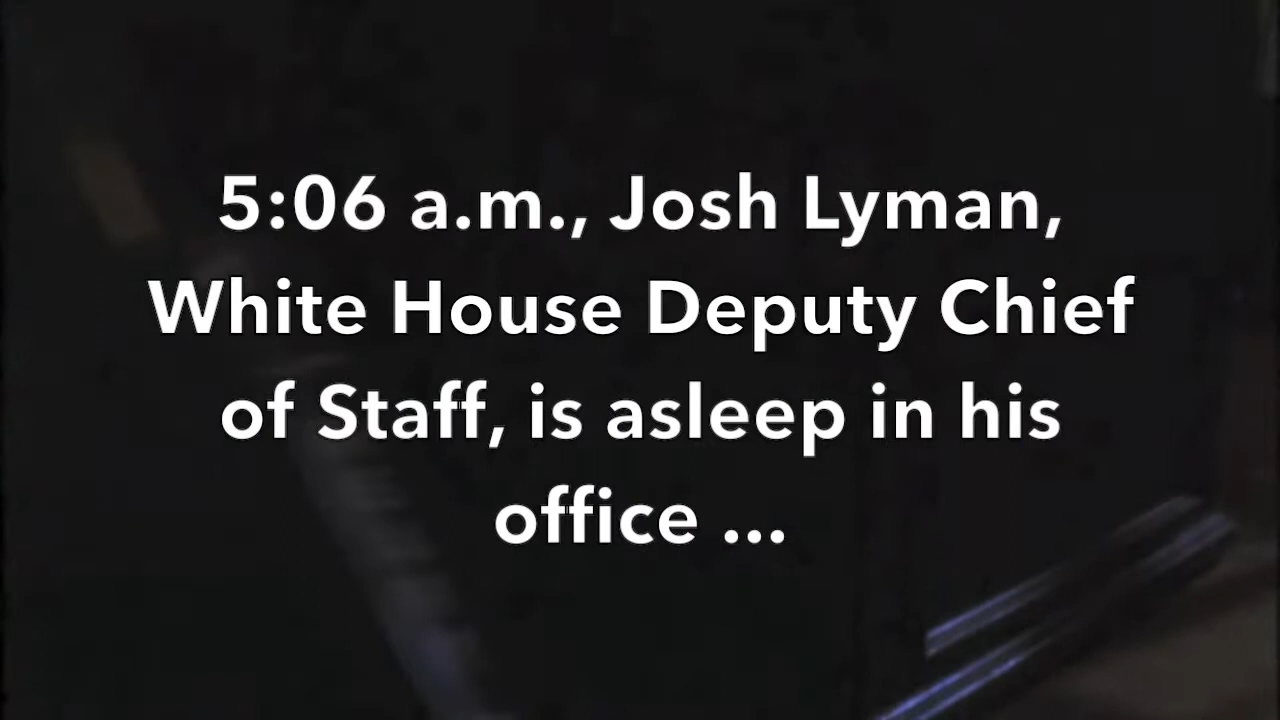 5:06 a.m., Josh Lyman,
White House Deputy Chief
of Staff, is asleep in his
office ...